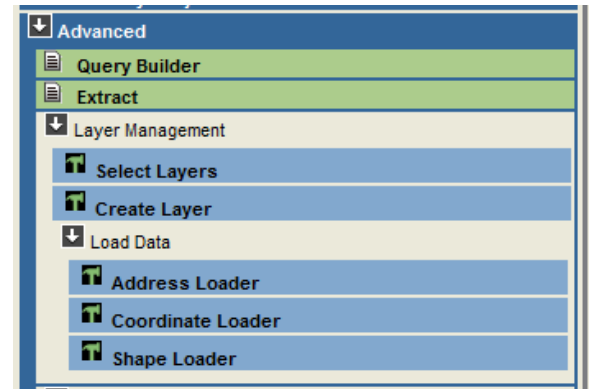 Advanced
Query Builder
Extract
Layer Management
Select Layers
Create Layer
Load Data
Address Loader
Coordinate Loader
Shape Loader